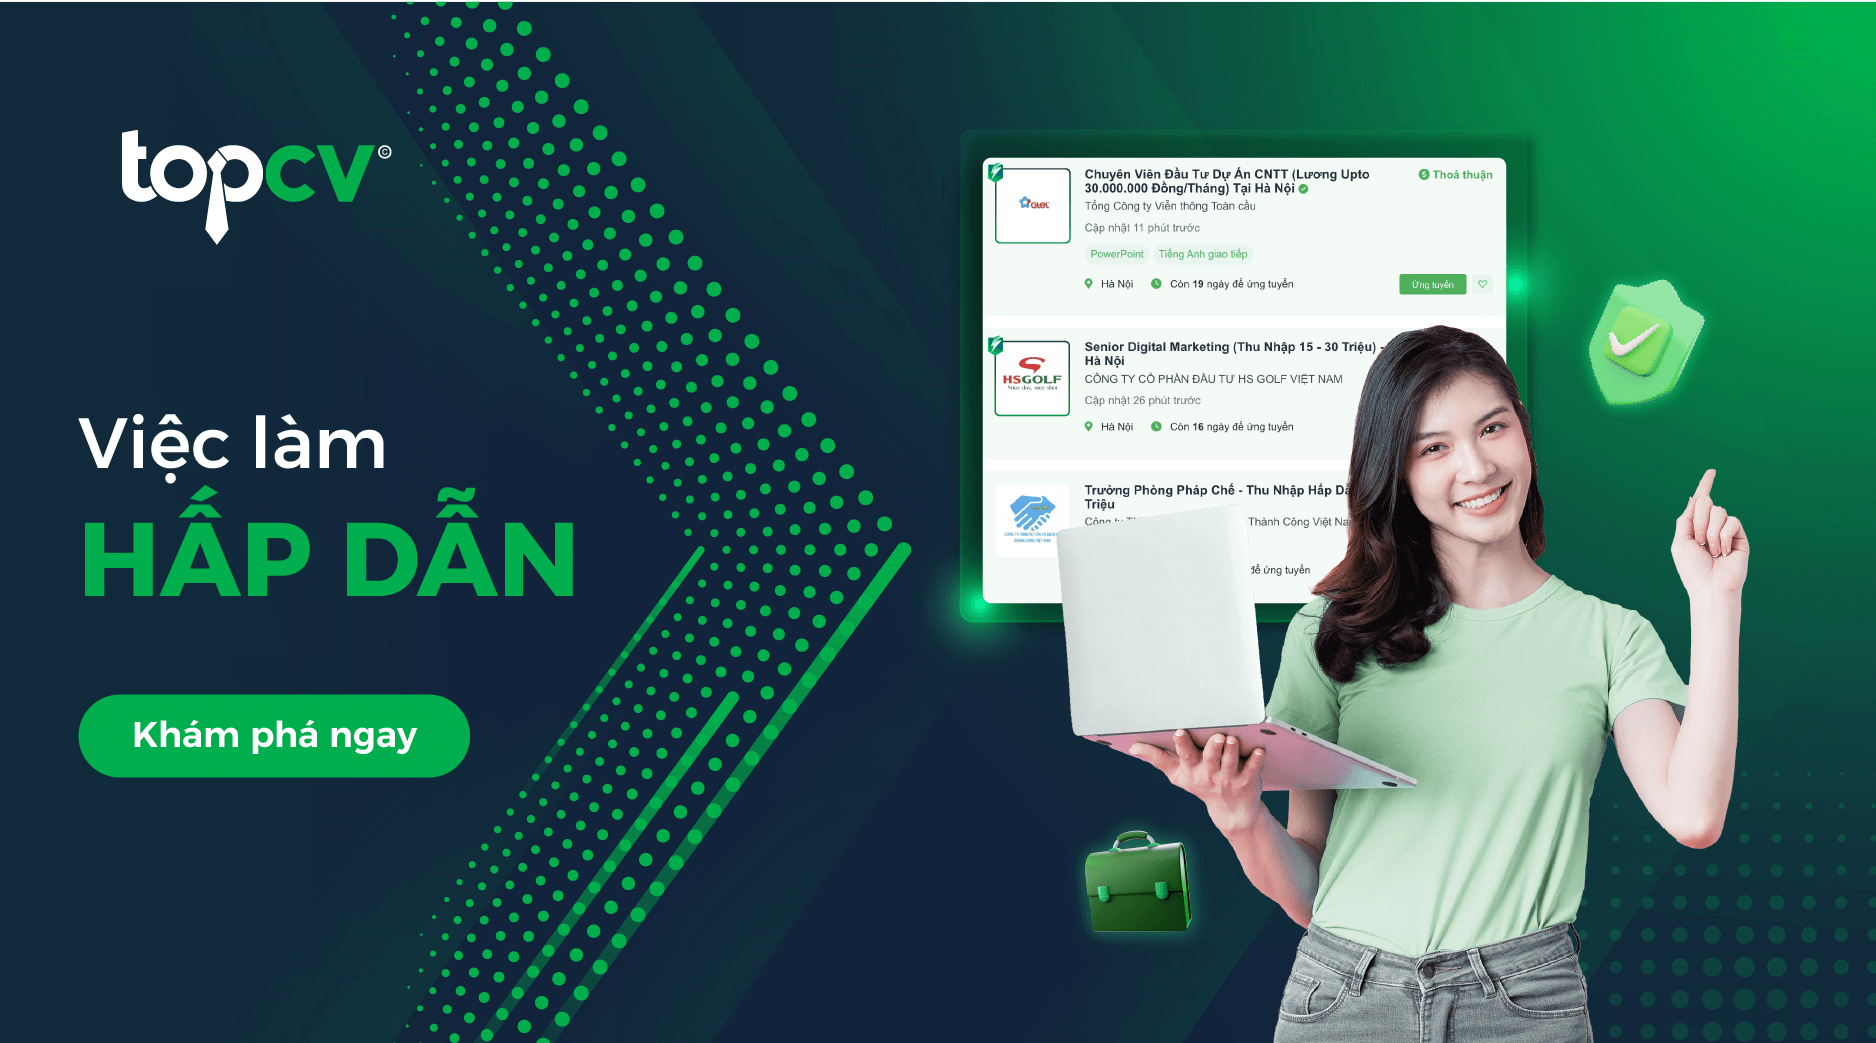 topcv©
Việc làm
HẤP DẪN
Khám phá ngay
Chuyên Viên Đầu Tư Dự Án CNTT (Lương Upto
30.000.000 Đồng/Tháng) Tại Hà Nội
Thoả thuận
Tổng Công ty Viễn thông Toàn cầu
Cập nhật 11 phút trước
PowerPoint Tiếng Anh giao tiếp
Hà Nội Còn 19 ngày để ứng tuyển
Ứng tuyển
HSGOLF
Nice day, nice shot
Senior Digital Marketing (Thu Nhập 15 - 30 Triệu) -
Hà Nội
CÔNG TY CỔ PHẦN ĐẦU TƯ HS GOLF VIỆT NAM
Cập nhật 26 phút trước
Hà Nội Còn 16 ngày để ứng tuyển
Trưởng Phòng Pháp Chế - Thu Nhập Hấp
Triệu
Thành Công Việt
để ứng tuyển